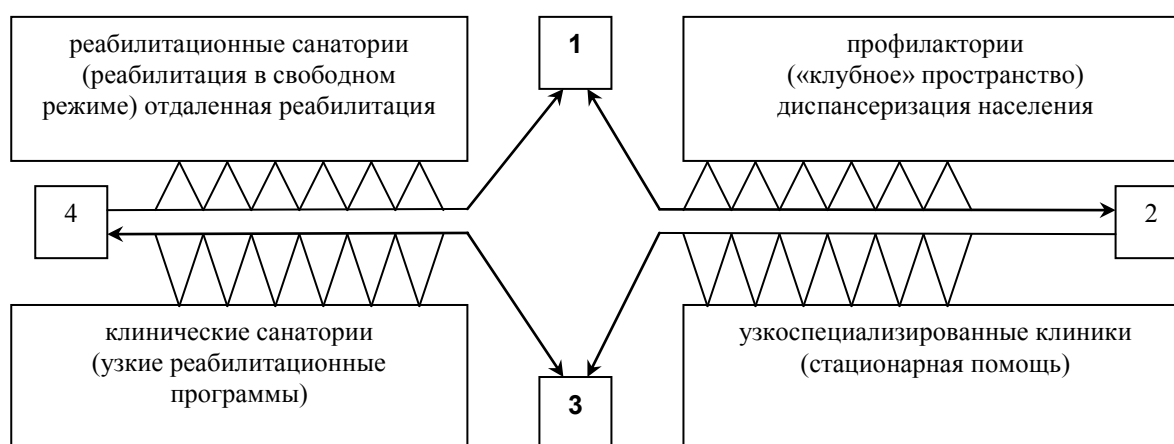 реабилитационные санатории
(реабилитация в свободном
режиме) отдаленная реабилитация
1
профилактории
(«клубное» пространство)
диспансеризация населения
4
2
клинические санатории
(узкие реабилитационные
программы)
3
узкоспециализированные клиники
(стационарная помощь)